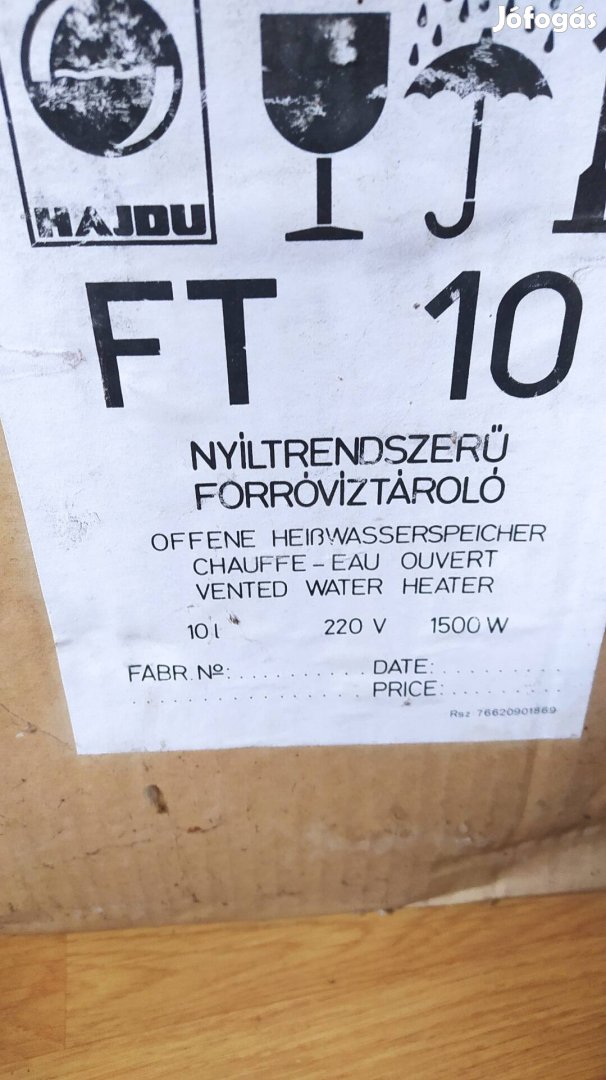 Jófogás
HAJDU
FT 10
NYÍLTRENDSZERŰ
FORRÓVÍZTÁROLÓ
OFFENE HEIßWASSERSPEICHER
CHAUFFE-EAU OUVERT
VENTED WATER HEATER
10 l 220 V 1500 W
FABR. Nº:............ DATE:............
.................... PRICE:............
Rsz 76620901869